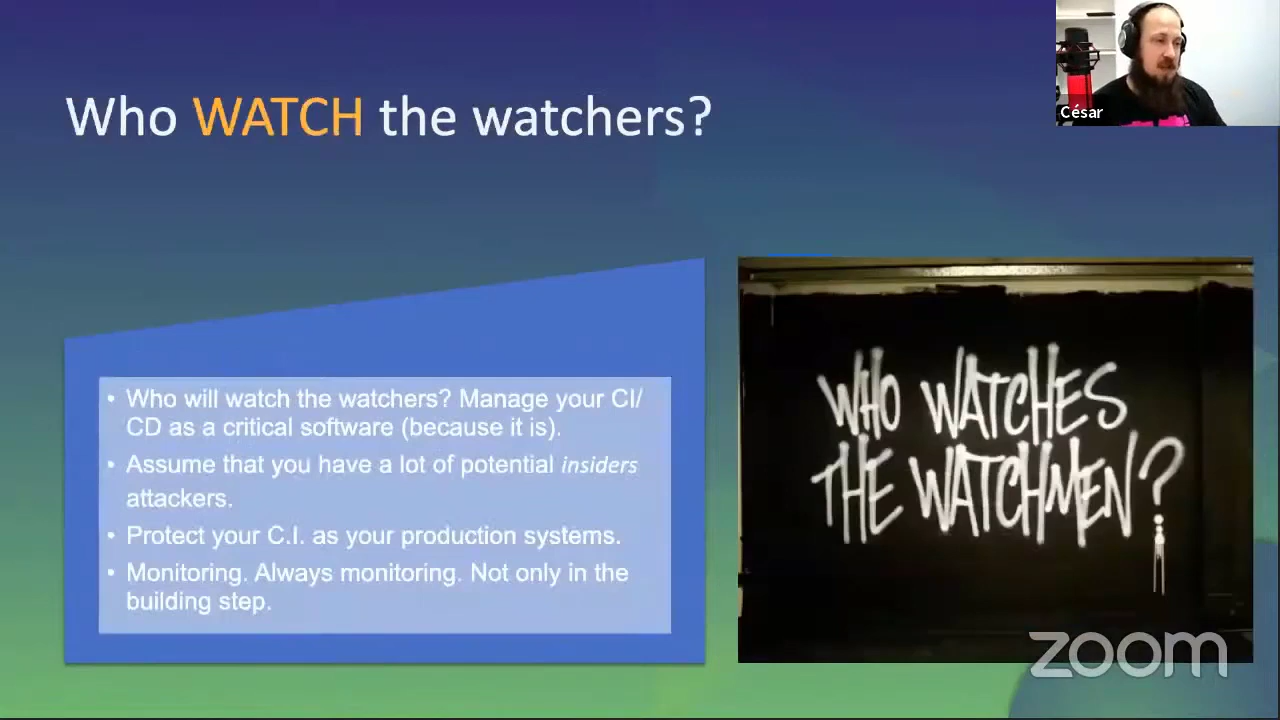 Who WATCH the watchers?
César
• Who will watch the watchers? Manage your CI/
CD as a critical software (because it is).
• Assume that you have a lot of potential insiders
attackers.
• Protect your C.I. as your production systems.
• Monitoring. Always monitoring. Not only in the
building step.
WHO WATCHES
THE WATCHMEN?
zoom